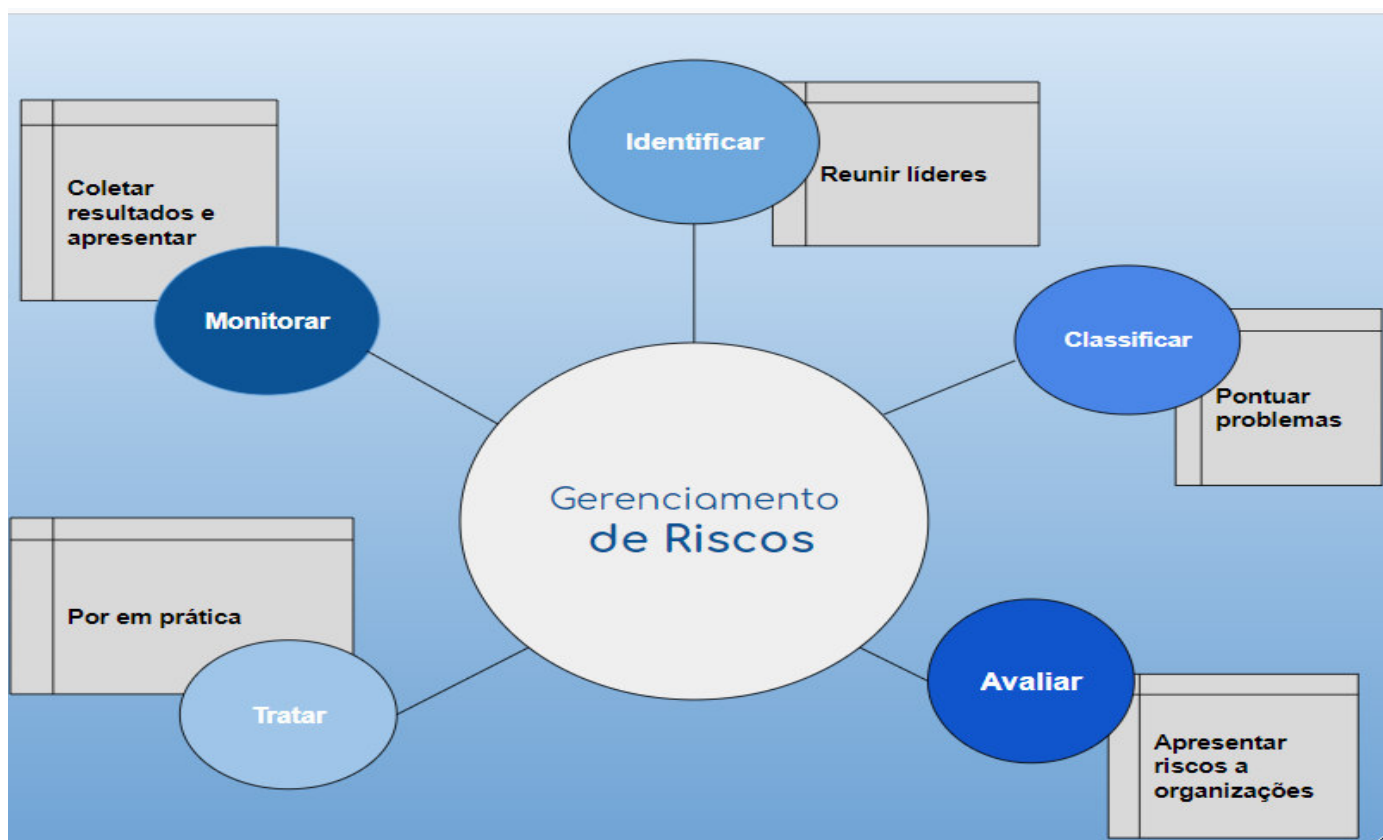 Identificar
Reunir líderes
Classificar
Pontuar
problemas
Avaliar
Apresentar
riscos a
organizações
Tratar
Por em prática
Monitorar
Coletar
resultados e
apresentar
Gerenciamento
de Riscos